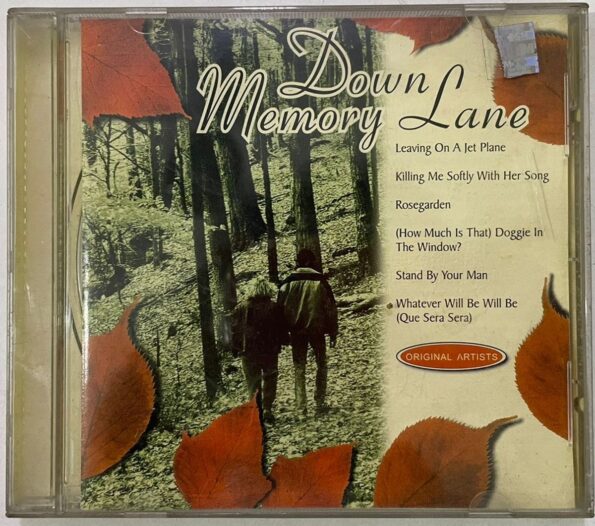 Down
Memory Lane
Leaving On A Jet Plane
Killing Me Softly With Her Song
Rosegarden
(How Much Is That) Doggie In
The Window?
Stand By Your Man
Whatever Will Be Will Be
(Que Sera Sera)
ORIGINAL ARTISTS